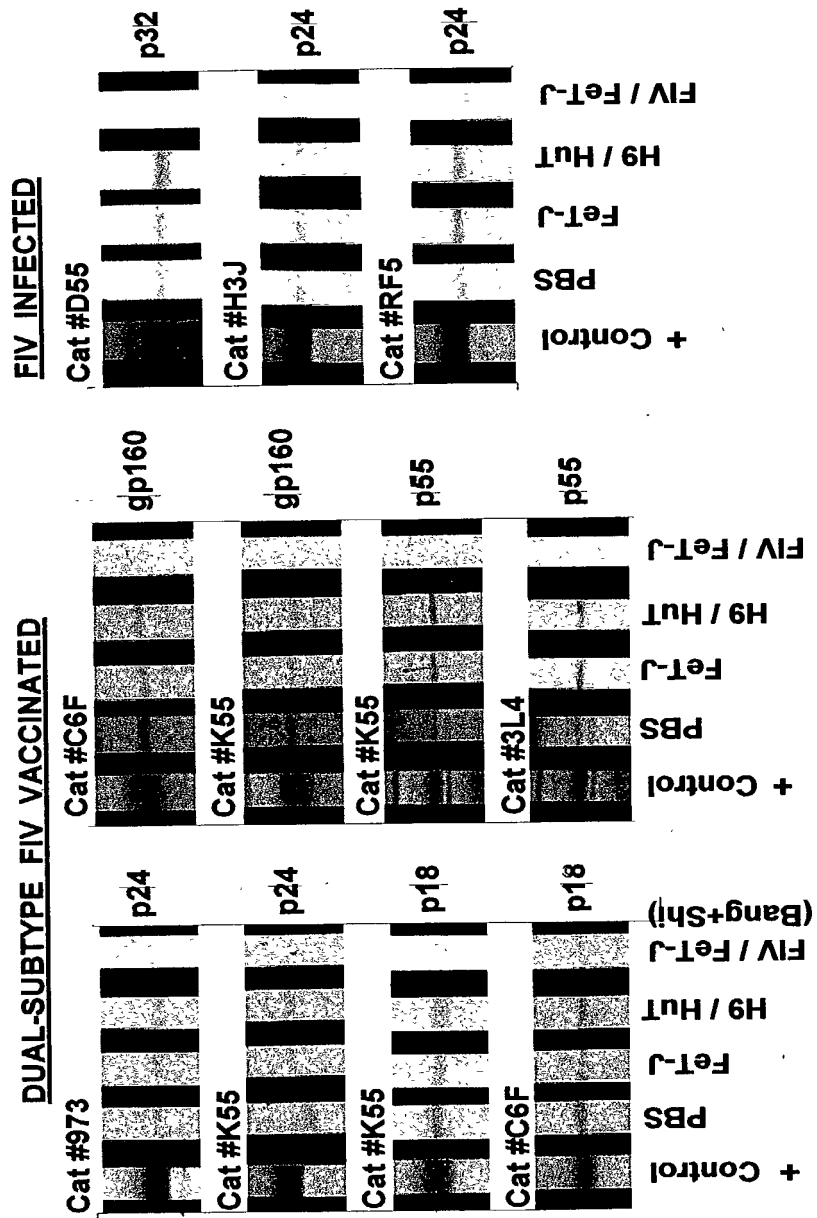 DUAL-SUBTYPE FIV VACCINATED
Cat #973
p24
Cat #K55
p24
Cat #K55
p18
Cat #C6F
p18
+ Control
PBS
FeT-J
H9 / HuT
FIV / FeT-J
(Bang+Shi)
Cat #C6F
gp160
Cat #K55
gp160
Cat #K55
p55
Cat #3L4
p55
+ Control
PBS
FeT-J
H9 / HuT
FIV / FeT-J
FIV INFECTED
Cat #D55
p32
Cat #H3J
p24
Cat #RF5
p24
+ Control
PBS
FeT-J
H9 / HuT
FIV / FeT-J